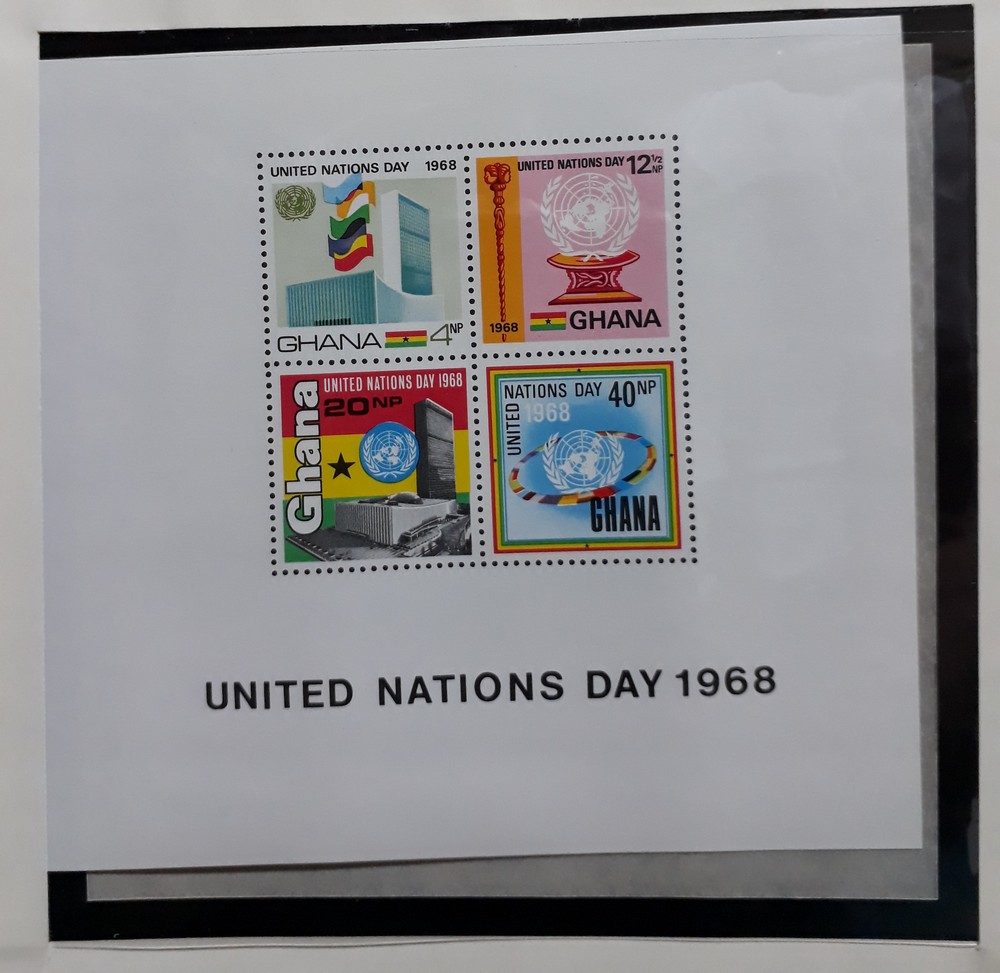 UNITED NATIONS DAY 1968
GHANA 4NP
UNITED NATIONS DAY 12½NP
1968 GHANA
Ghana
UNITED NATIONS DAY 1968
20NP
UNITED
NATIONS DAY 40NP
1968
GHANA
UNITED NATIONS DAY 1968